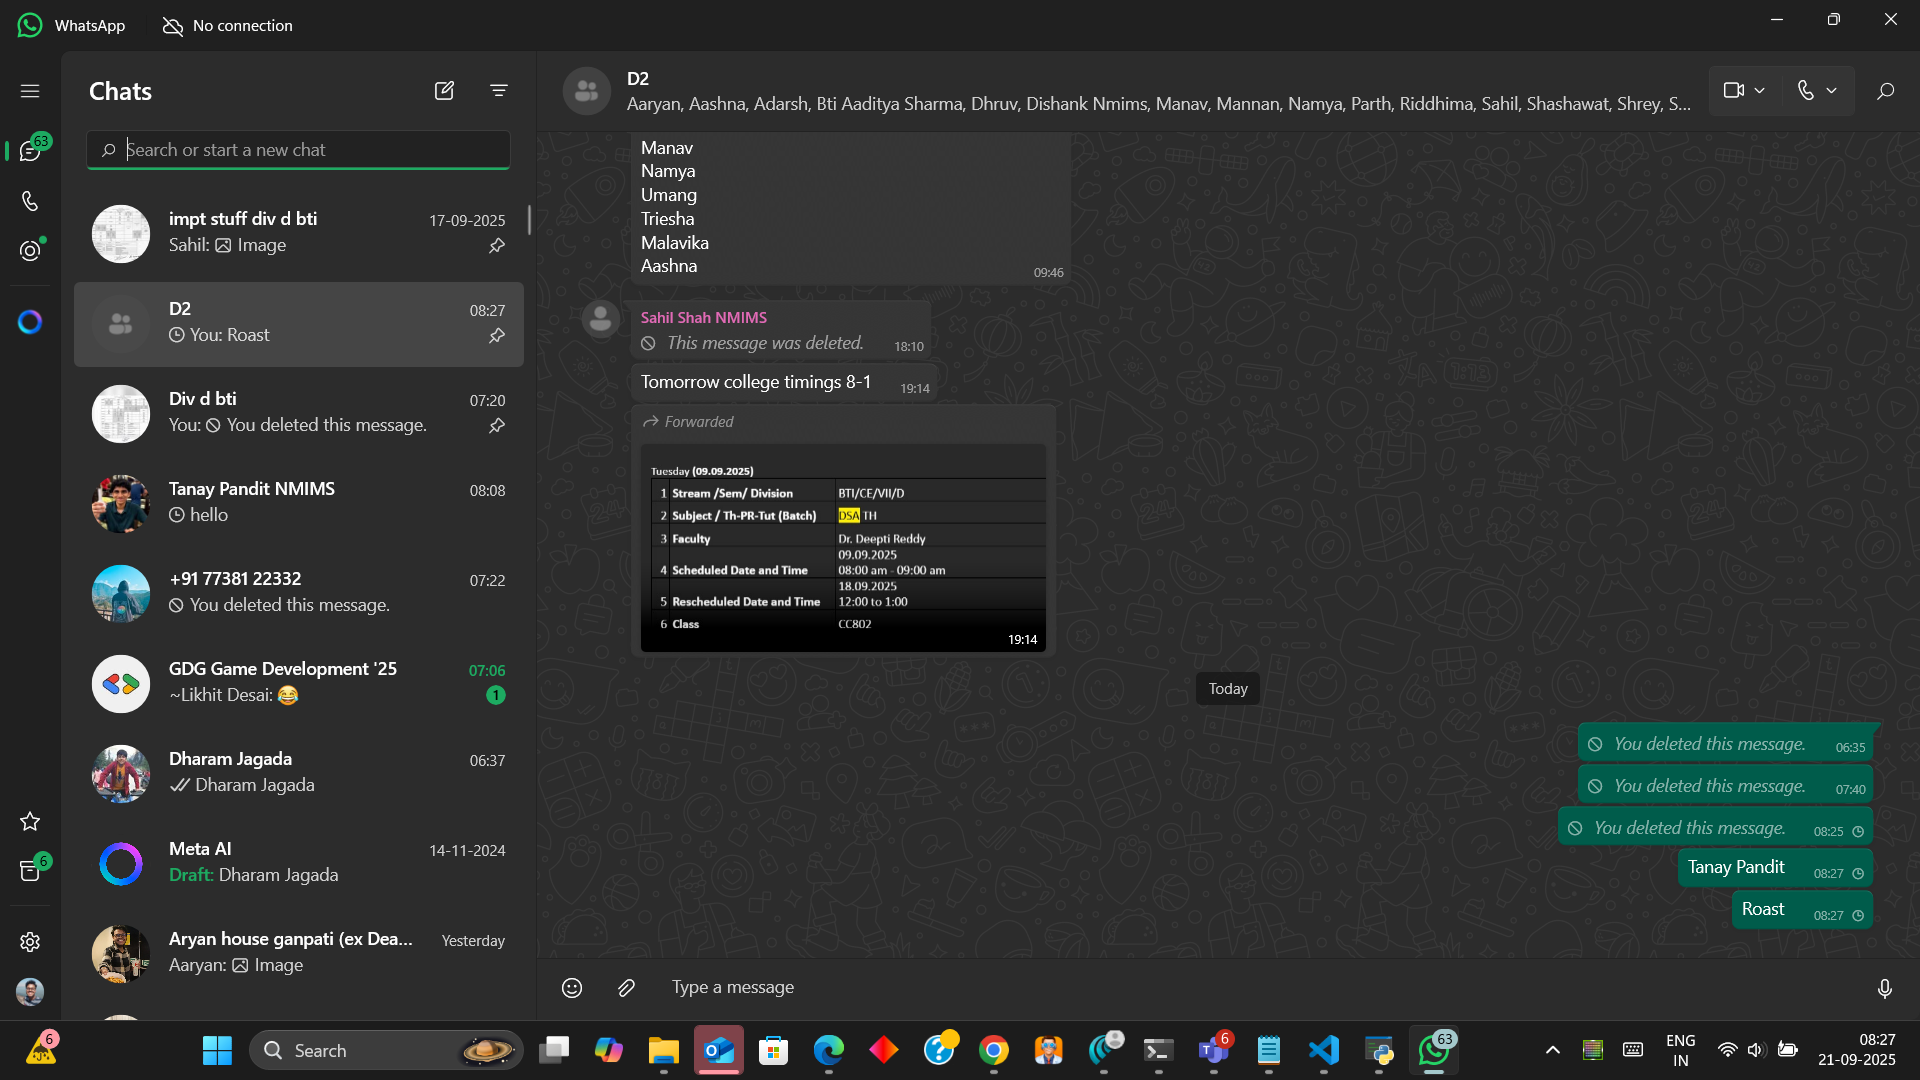 WhatsApp
No connection
Chats
63
Search or start a new chat
impt stuff div d bti
17-09-2025
Sahil: Image
D2
08:27
You: Roast
Div d bti
07:20
You: You deleted this message.
Tanay Pandit NMIMS
08:08
hello
+91 77381 22332
07:22
You deleted this message.
GDG Game Development '25
07:06
~Likhit Desai: 😂
1
Dharam Jagada
06:37
Dharam Jagada
Meta AI
14-11-2024
Draft: Dharam Jagada
6
Aryan house ganpati (ex Dea...
Yesterday
Aaryan: Image
D2
Aaryan, Aashna, Adarsh, Bti Aaditya Sharma, Dhruv, Dishank Nmims, Manav, Mannan, Namya, Parth, Riddhima, Sahil, Shashawat, Shrey, S...
Manav
Namya
Umang
Triesha
Malavika
Aashna
09:46
Sahil Shah NMIMS
This message was deleted.
18:10
Tomorrow college timings 8-1
19:14
Forwarded
Tuesday (09.09.2025)
1 Stream /Sem/ Division BTI/CE/VII/D
2 Subject / Th-PR-Tut (Batch) DSA TH
3 Faculty Dr. Deepti Reddy
09.09.2025
4 Scheduled Date and Time 08:00 am - 09:00 am
18.09.2025
5 Rescheduled Date and Time 12:00 to 1:00
6 Class CC802
19:14
Today
You deleted this message. 06:35
You deleted this message. 07:40
You deleted this message. 08:25
Tanay Pandit 08:27
Roast 08:27
Type a message
6
Search
6
63
ENG
IN
08:27
21-09-2025